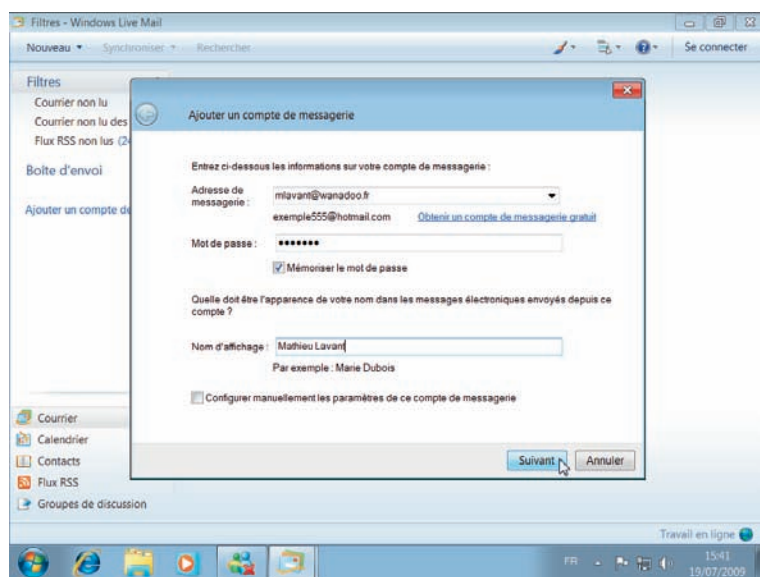 Filtres - Windows Live Mail
Nouveau Synchroniser Rechercher Se connecter
Filtres
Courrier non lu
Courrier non lu des
Flux RSS non lus (2
Boîte d'envoi
Ajouter un compte de
Ajouter un compte de messagerie
Entrez ci-dessous les informations sur votre compte de messagerie :
Adresse de
messagerie :
mlavant@wanadoo.fr
exemple555@hotmail.com Obtenir un compte de messagerie gratuit
Mot de passe : •••••••
Mémoriser le mot de passe
Quelle doit être l'apparence de votre nom dans les messages électroniques envoyés depuis ce
compte ?
Nom d'affichage : Mathieu Lavant
Par exemple : Marie Dubois
Configurer manuellement les paramètres de ce compte de messagerie
Suivant Annuler
Courrier
Calendrier
Contacts
Flux RSS
Groupes de discussion
Travail en ligne
FR 15:41
19/07/2009